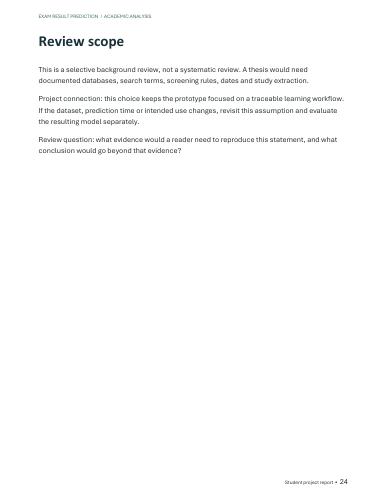 EXAM RESULT PREDICTION / ACADEMIC ANALYSIS
Review scope
This is a selective background review, not a systematic review. A thesis would need
documented databases, search terms, screening rules, dates and study extraction.
Project connection: this choice keeps the prototype focused on a traceable learning workflow.
If the dataset, prediction time or intended use changes, revisit this assumption and evaluate
the resulting model separately.
Review question: what evidence would a reader need to reproduce this statement, and what
conclusion would go beyond that evidence?
Student project report • 24